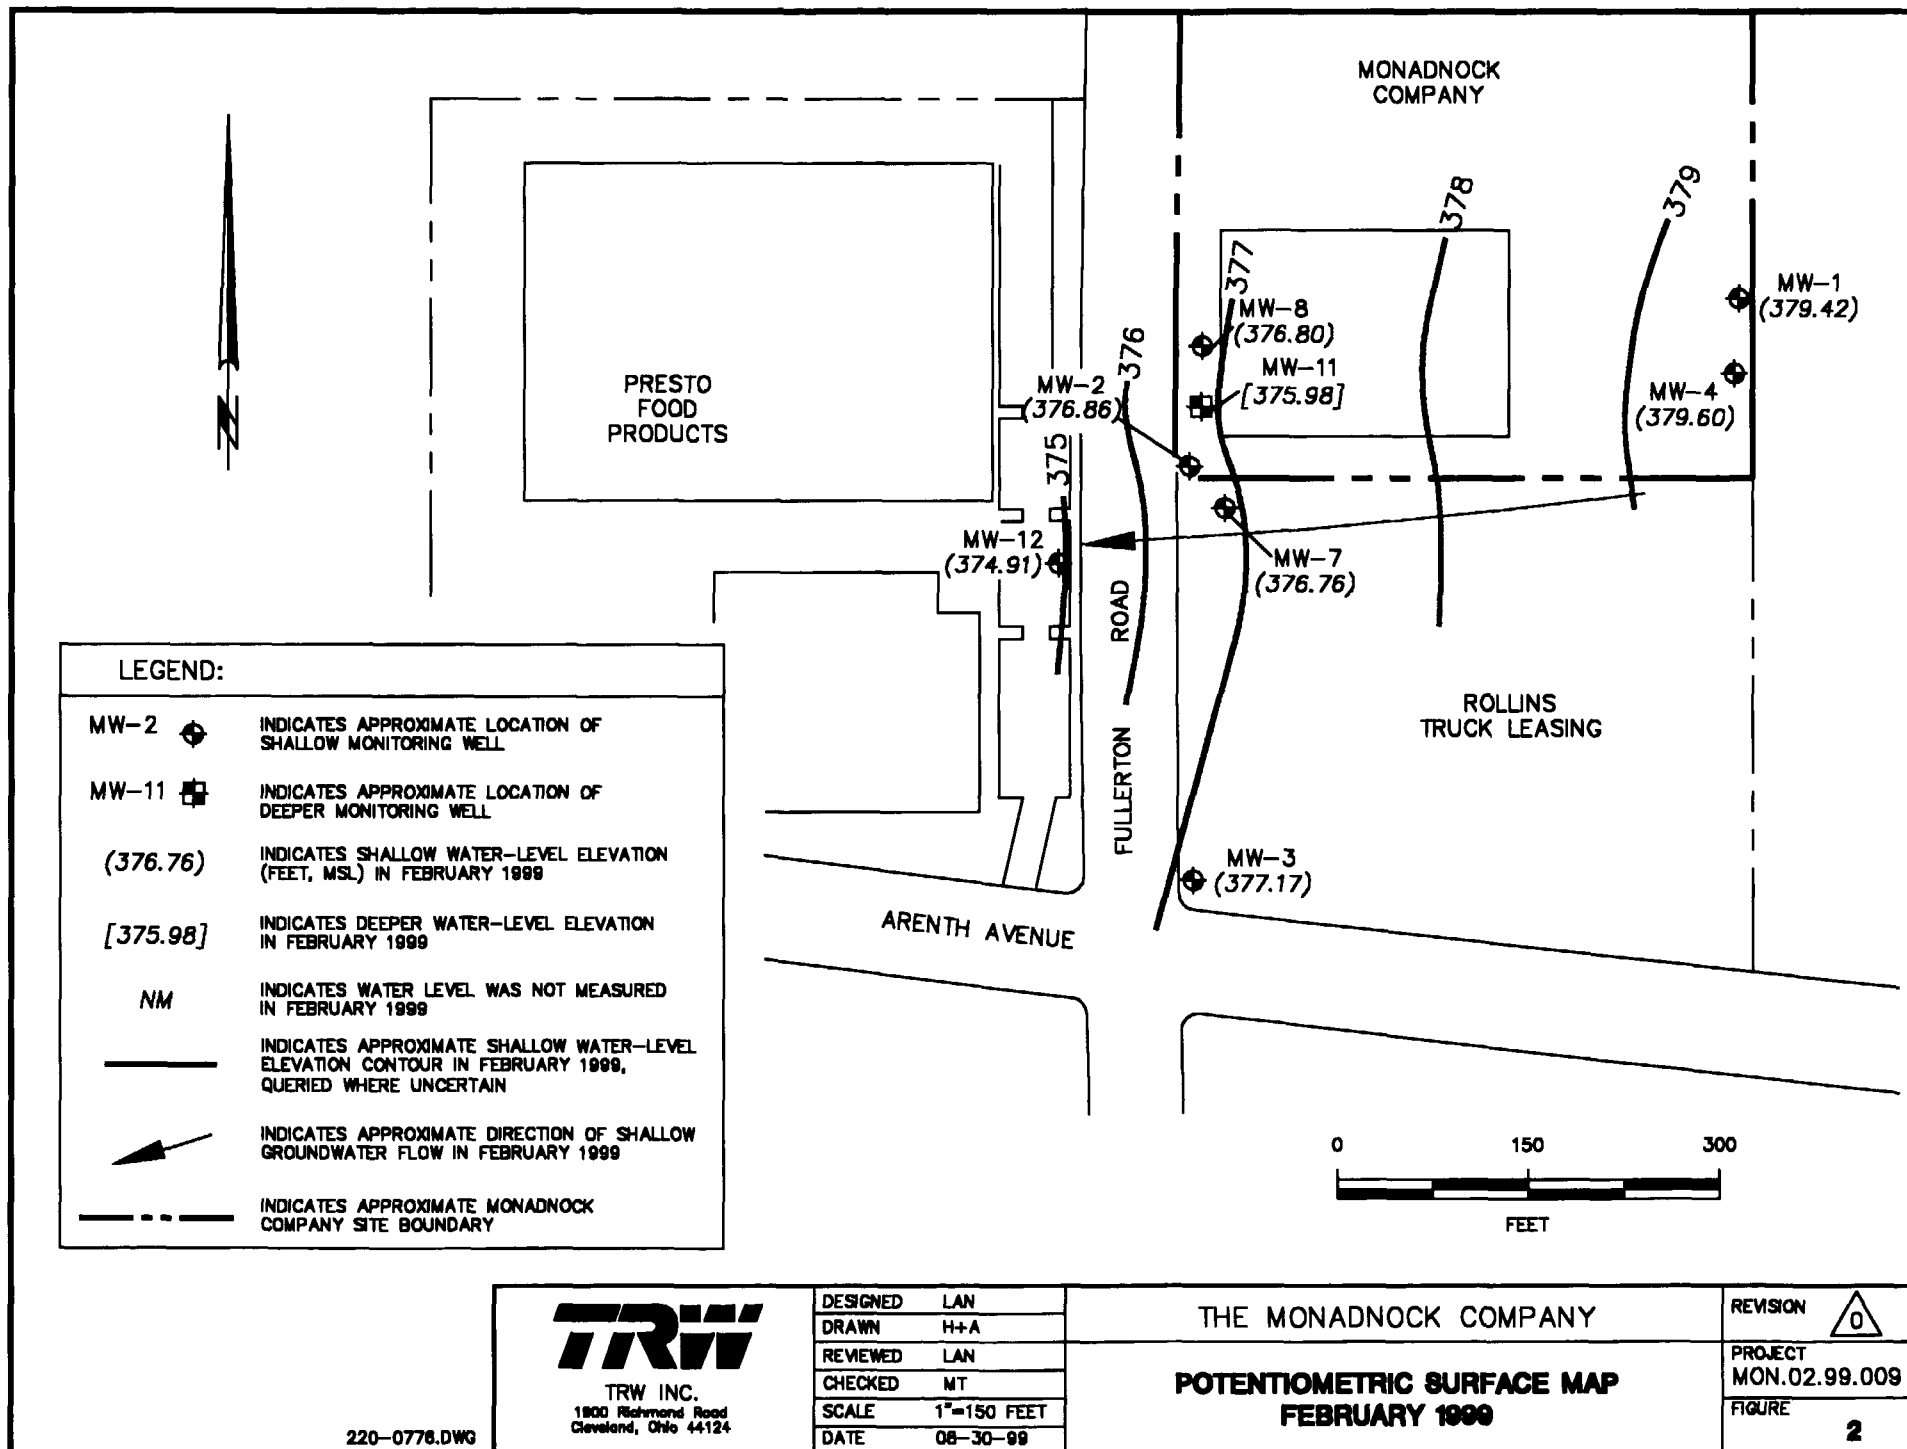 MONADNOCK
COMPANY
379
378
377
376
375
MW-1
(379.42)
MW-8
(376.80)
MW-11
[375.98]
MW-2
(376.86)
MW-4
(379.60)
PRESTO
FOOD
PRODUCTS
N
MW-12
(374.91)
MW-7
(376.76)
FULLERTON ROAD
ROLLINS
TRUCK LEASING
MW-3
(377.17)
ARENTH AVENUE
LEGEND:
MW-2
INDICATES APPROXIMATE LOCATION OF
SHALLOW MONITORING WELL
MW-11
INDICATES APPROXIMATE LOCATION OF
DEEPER MONITORING WELL
(376.76)
INDICATES SHALLOW WATER-LEVEL ELEVATION
(FEET, MSL) IN FEBRUARY 1999
[375.98]
INDICATES DEEPER WATER-LEVEL ELEVATION
IN FEBRUARY 1999
NM
INDICATES WATER LEVEL WAS NOT MEASURED
IN FEBRUARY 1999
INDICATES APPROXIMATE SHALLOW WATER-LEVEL
ELEVATION CONTOUR IN FEBRUARY 1999,
QUERIED WHERE UNCERTAIN
INDICATES APPROXIMATE DIRECTION OF SHALLOW
GROUNDWATER FLOW IN FEBRUARY 1999
INDICATES APPROXIMATE MONADNOCK
COMPANY SITE BOUNDARY
0 150 300
FEET
220-0776.DWG
TRW
TRW INC.
1900 Richmond Road
Cleveland, Ohio 44124
DESIGNED LAN
DRAWN H+A
REVIEWED LAN
CHECKED MT
SCALE 1"=150 FEET
DATE 08-30-99
THE MONADNOCK COMPANY
POTENTIOMETRIC SURFACE MAP
FEBRUARY 1999
REVISION 0
PROJECT
MON.02.99.009
FIGURE
2